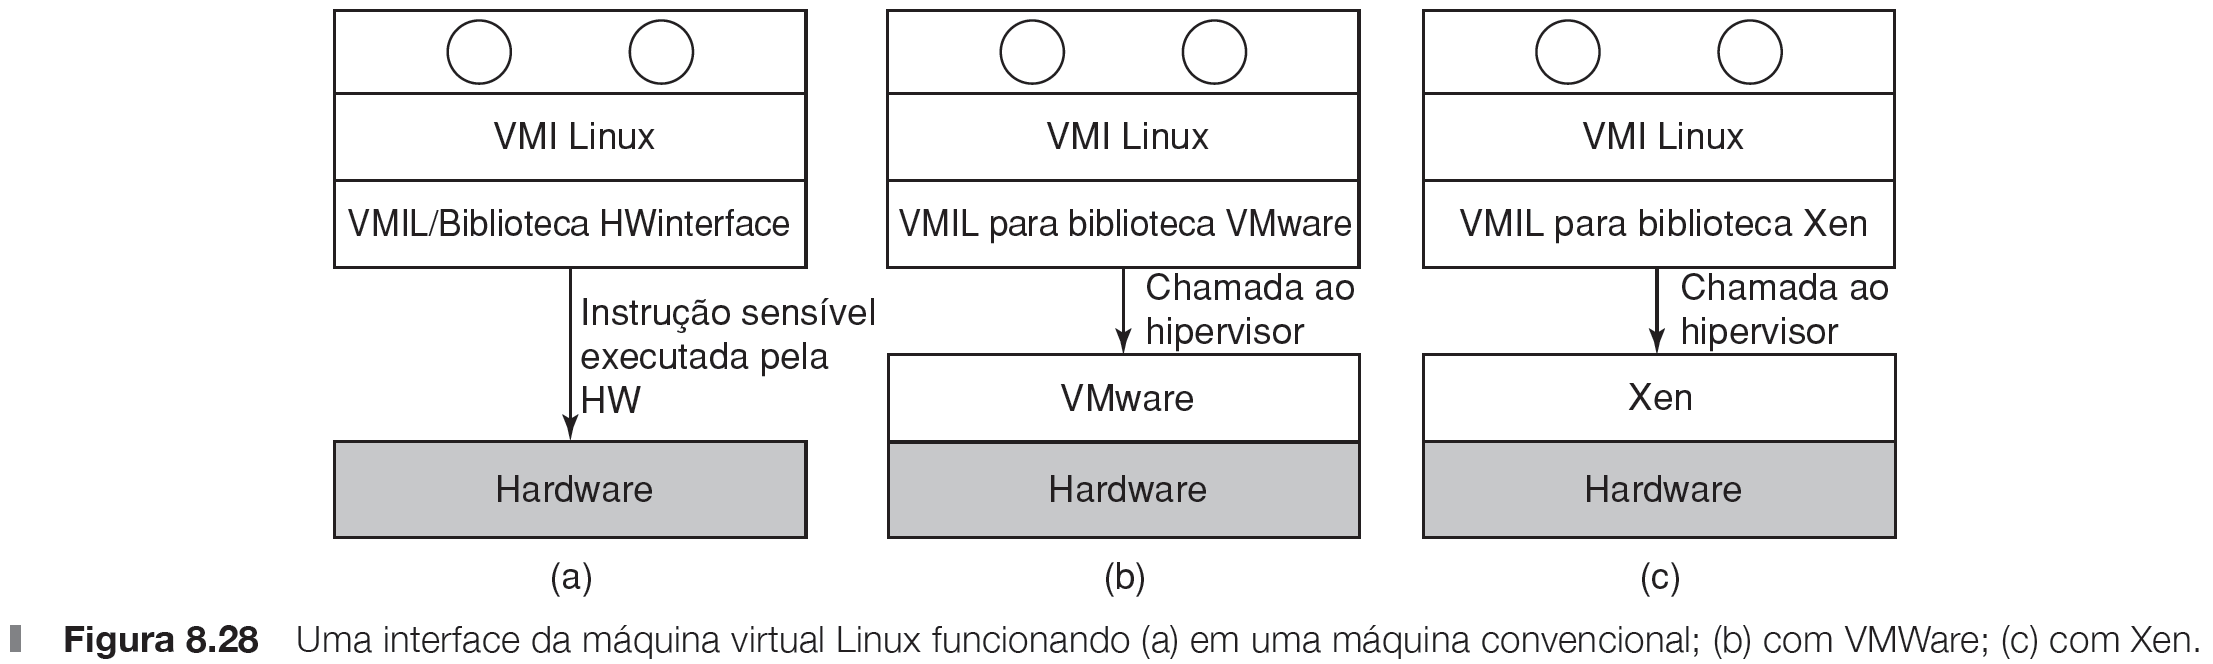 VMI Linux
VMIL/Biblioteca HWinterface
Instrução sensível
executada pela
HW
Hardware
(a)
VMI Linux
VMIL para biblioteca VMware
Chamada ao
hipervisor
VMware
Hardware
(b)
VMI Linux
VMIL para biblioteca Xen
Chamada ao
hipervisor
Xen
Hardware
(c)
Figura 8.28 Uma interface da máquina virtual Linux funcionando (a) em uma máquina convencional; (b) com VMWare; (c) com Xen.